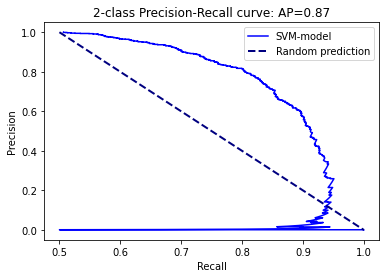 2-class Precision-Recall curve: AP=0.87
SVM-model
Random prediction
Precision
1.0
0.8
0.6
0.4
0.2
0.0
0.5 0.6 0.7 0.8 0.9 1.0
Recall